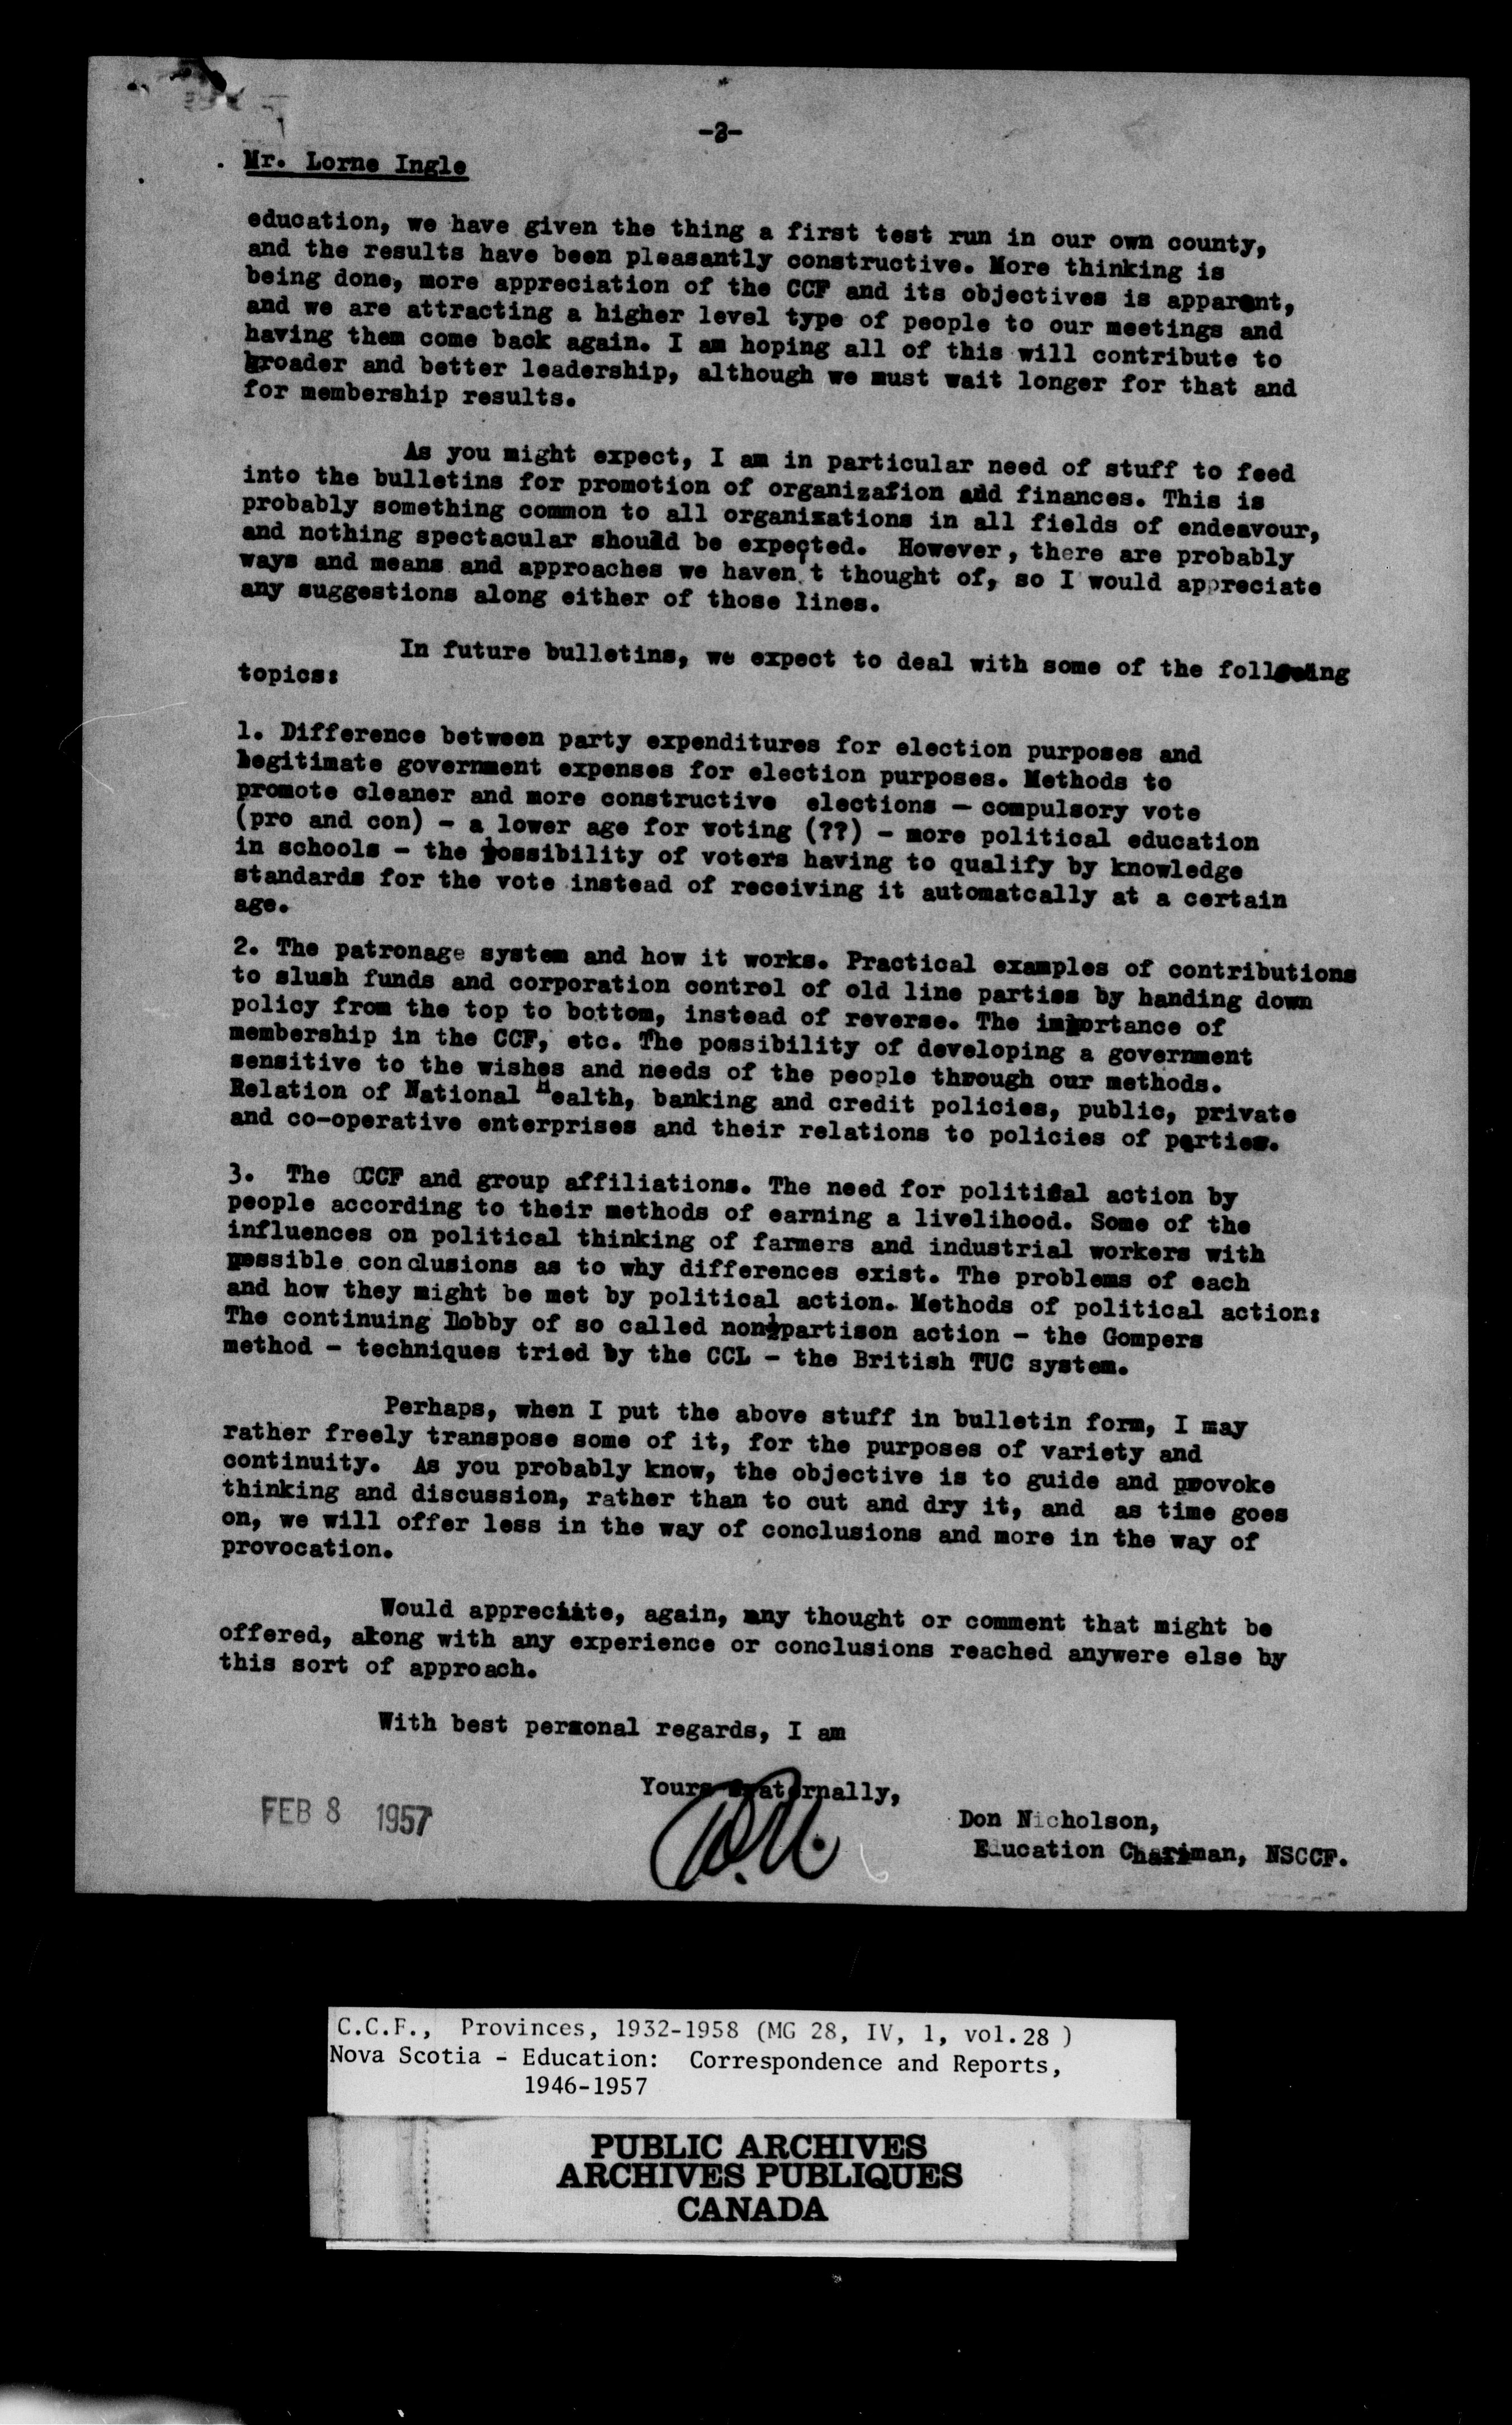 -2-
Mr. Lorne Ingle
education, we have given the thing a first test run in our own county,
and the results have been pleasantly constructive. More thinking is
being done, more appreciation of the CCF and its objectives is apparent,
and we are attracting a higher level type of people to our meetings and
having them come back again. I am hoping all of this will contribute to
broader and better leadership, although we must wait longer for that and
for membership results.
As you might expect, I am in particular need of stuff to feed
into the bulletins for promotion of organization add finances. This is
probably something common to all organizations in all fields of endeavour,
and nothing spectacular should be expected. However, there are probably
ways and means and approaches we haven't thought of, so I would appreciate
any suggestions along either of those lines.
In future bulletins, we expect to deal with some of the following
topics:
1. Difference between party expenditures for election purposes and
legitimate government expenses for election purposes. Methods to
promote cleaner and more constructive elections - compulsory vote
(pro and con) - a lower age for voting (??) - more political education
in schools - the possibility of voters having to qualify by knowledge
standards for the vote instead of receiving it automatcally at a certain
age.
2. The patronage system and how it works. Practical examples of contributions
to slush funds and corporation control of old line parties by handing down
policy from the top to bottom, instead of reverse. The importance of
membership in the CCF, etc. The possibility of developing a government
sensitive to the wishes and needs of the people through our methods.
Relation of National Health, banking and credit policies, public, private
and co-operative enterprises and their relations to policies of parties.
3. The CCF and group affiliations. The need for political action by
people according to their methods of earning a livelihood. Some of the
influences on political thinking of farmers and industrial workers with
possible conclusions as to why differences exist. The problems of each
and how they might be met by political action. Methods of political action:
The continuing Lobby of so called non-partison action - the Gompers
method - techniques tried by the CCL - the British TUC system.
Perhaps, when I put the above stuff in bulletin form, I may
rather freely transpose some of it, for the purposes of variety and
continuity. As you probably know, the objective is to guide and provoke
thinking and discussion, rather than to cut and dry it, and as time goes
on, we will offer less in the way of conclusions and more in the way of
provocation.
Would appreciate, again, any thought or comment that might be
offered, along with any experience or conclusions reached anywere else by
this sort of approach.
With best personal regards, I am
Yours fraternally,
D.N.
FEB 8 1957
Don Nicholson,
Education Chariman, NSCCF.
C.C.F., Provinces, 1932-1958 (MG 28, IV, 1, vol.28 )
Nova Scotia - Education: Correspondence and Reports,
1946-1957
PUBLIC ARCHIVES
ARCHIVES PUBLIQUES
CANADA